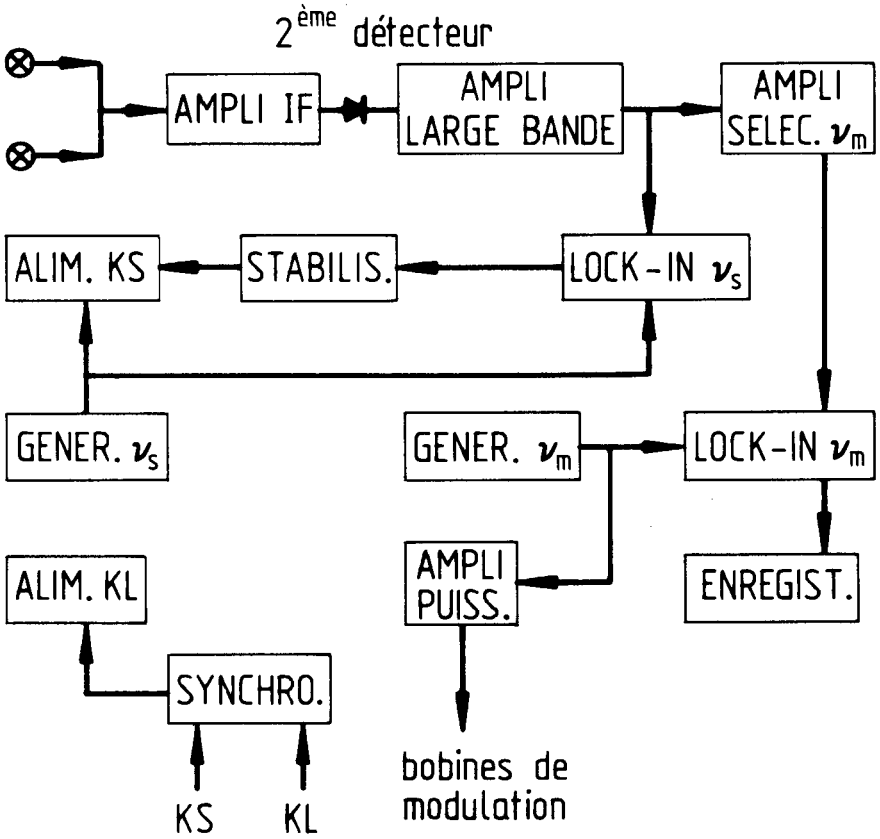 2ème détecteur
AMPLI IF
AMPLI
LARGE BANDE
AMPLI
SELEC. νm
ALIM. KS
STABILIS.
LOCK-IN νs
GENER. νs
GENER. νm
LOCK-IN νm
ALIM. KL
AMPLI
PUISS.
ENREGIST.
SYNCHRO.
KS
KL
bobines de
modulation